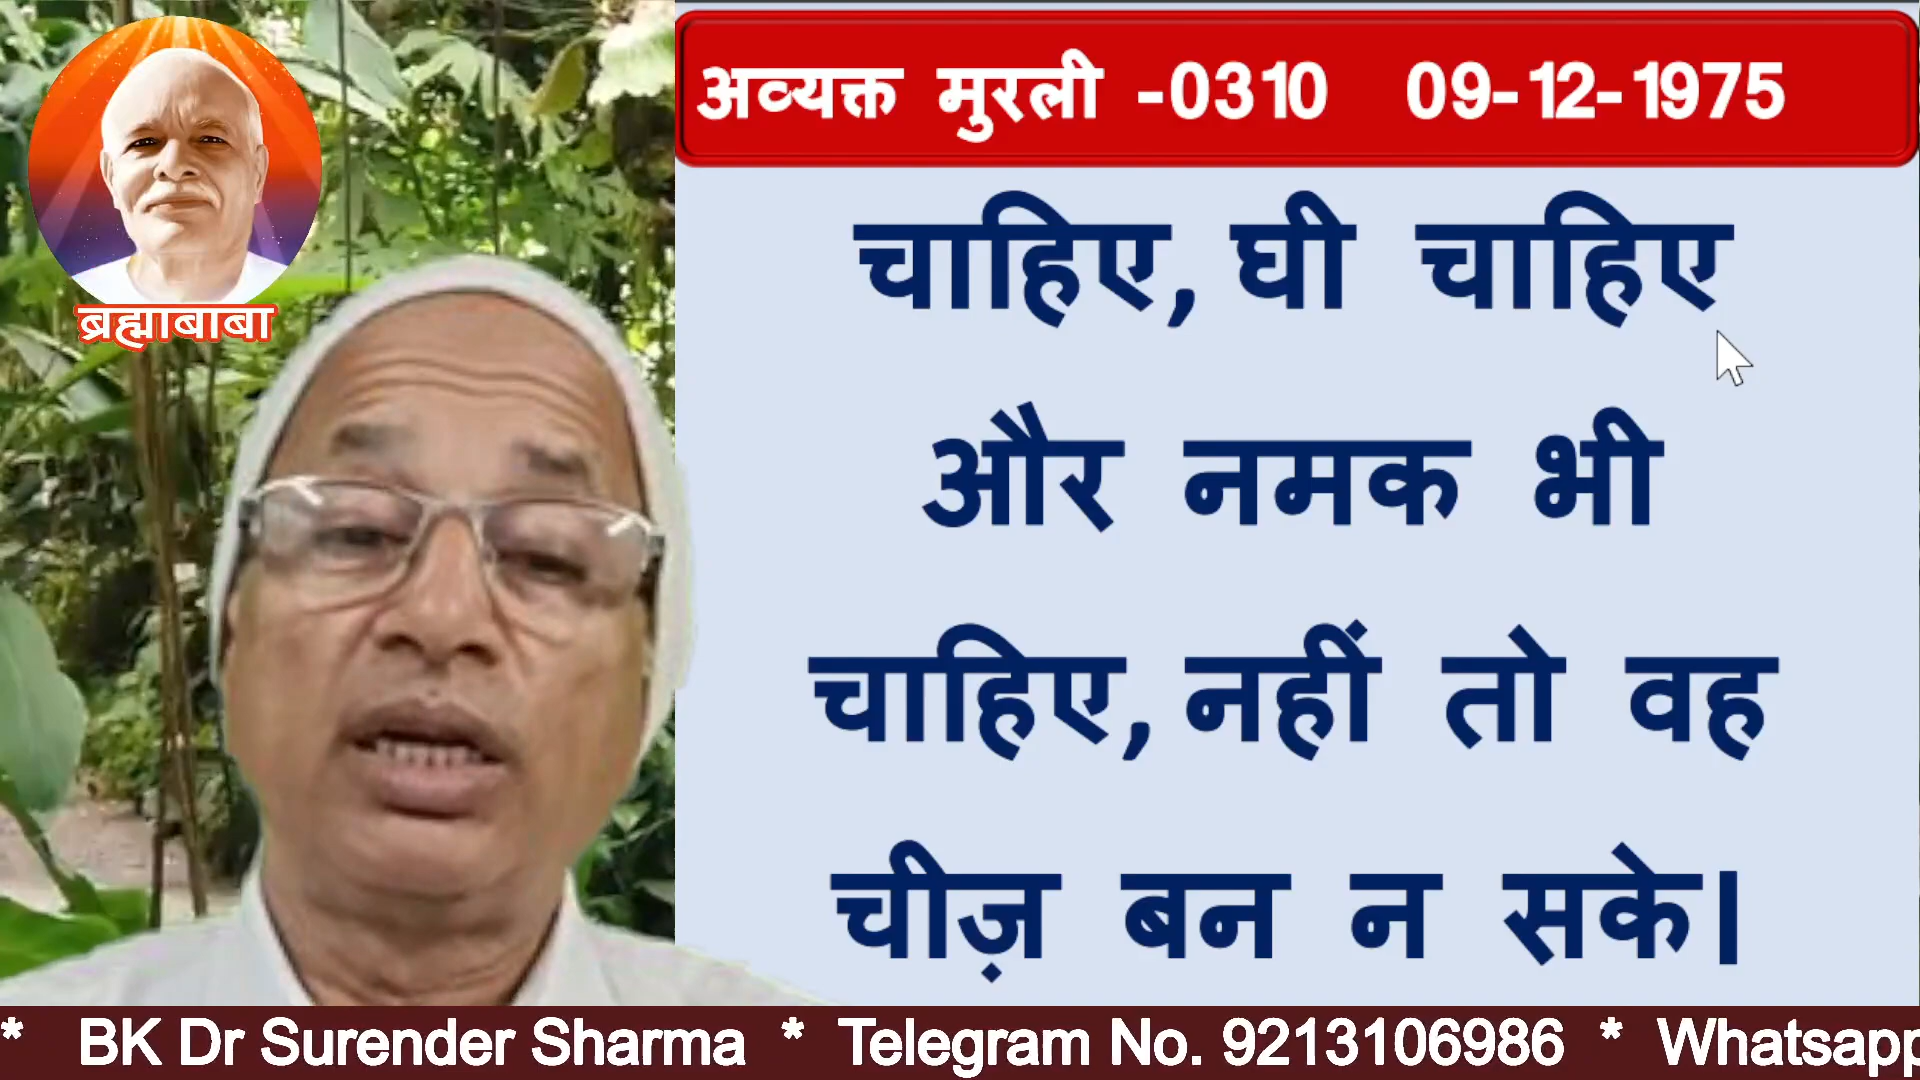 ब्रह्माबाबा
अव्यक्त मुरली -0310 09-12-1975
चाहिए, घी चाहिए
और नमक भी
चाहिए, नहीं तो वह
चीज़ बन न सके।
* BK Dr Surender Sharma * Telegram No. 9213106986 * Whatsapp